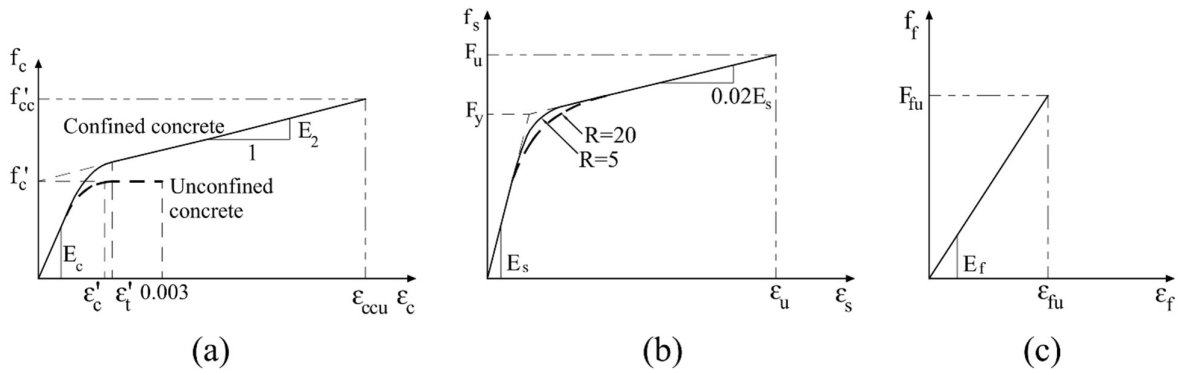 f_c
f'_cc
Confined concrete
E_2
1
f'_c
Unconfined
concrete
E_c
ε'_c
ε'_t
0.003
ε_ccu
ε_c
(a)
f_s
F_u
0.02E_s
F_y
R=20
R=5
E_s
ε_u
ε_s
(b)
f_f
F_fu
E_f
ε_fu
ε_f
(c)